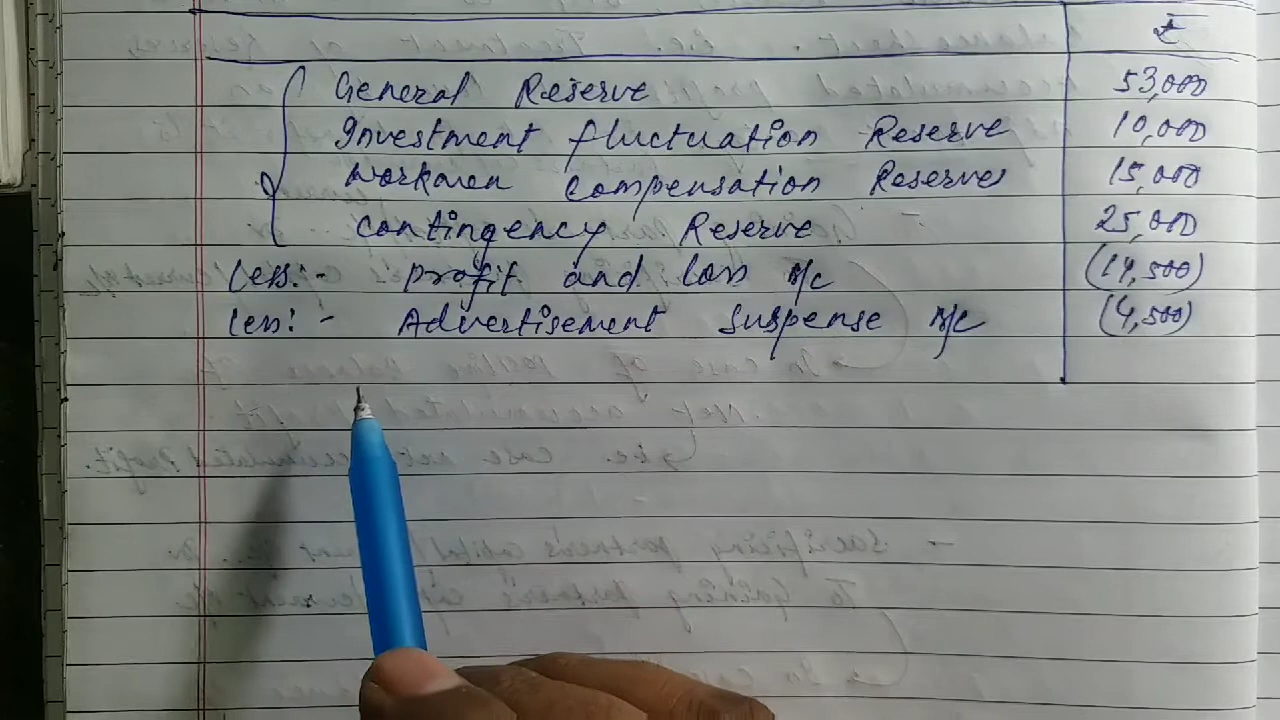 ₹
General Reserve 53,000
Investment fluctuation Reserve 10,000
workmen compensation Reserve 15,000
contingency Reserve 25,000
Less:- profit and Loss A/c (14,500)
Less:- Advertisement Suspense A/c (4,500)